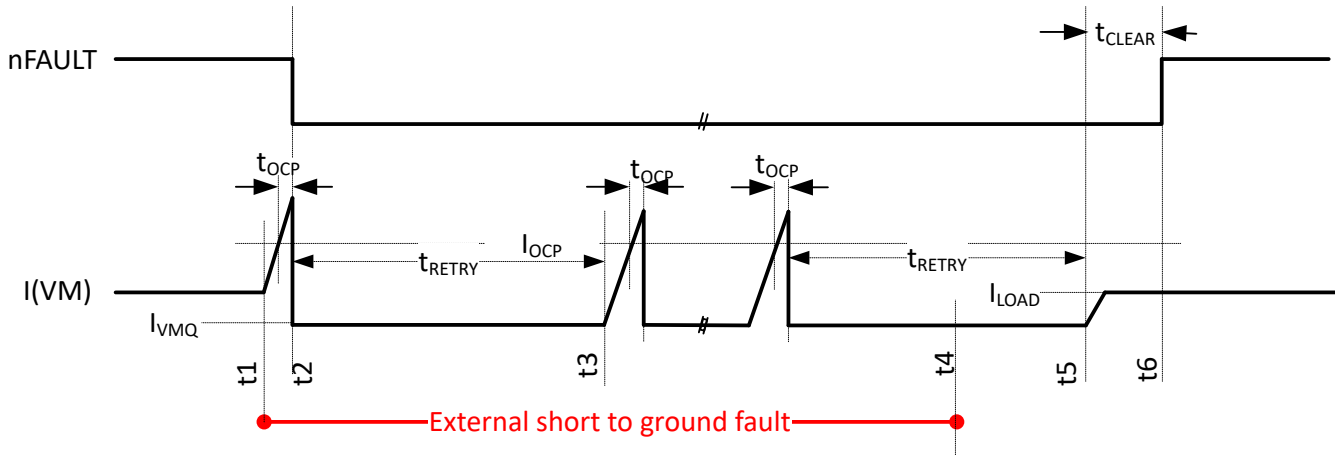 tCLEAR
nFAULT
tOCP
tOCP
tOCP
IOCP
tRETRY
tRETRY
I(VM)
ILOAD
IVMQ
t1
t2
t3
t4
t5
t6
External short to ground fault